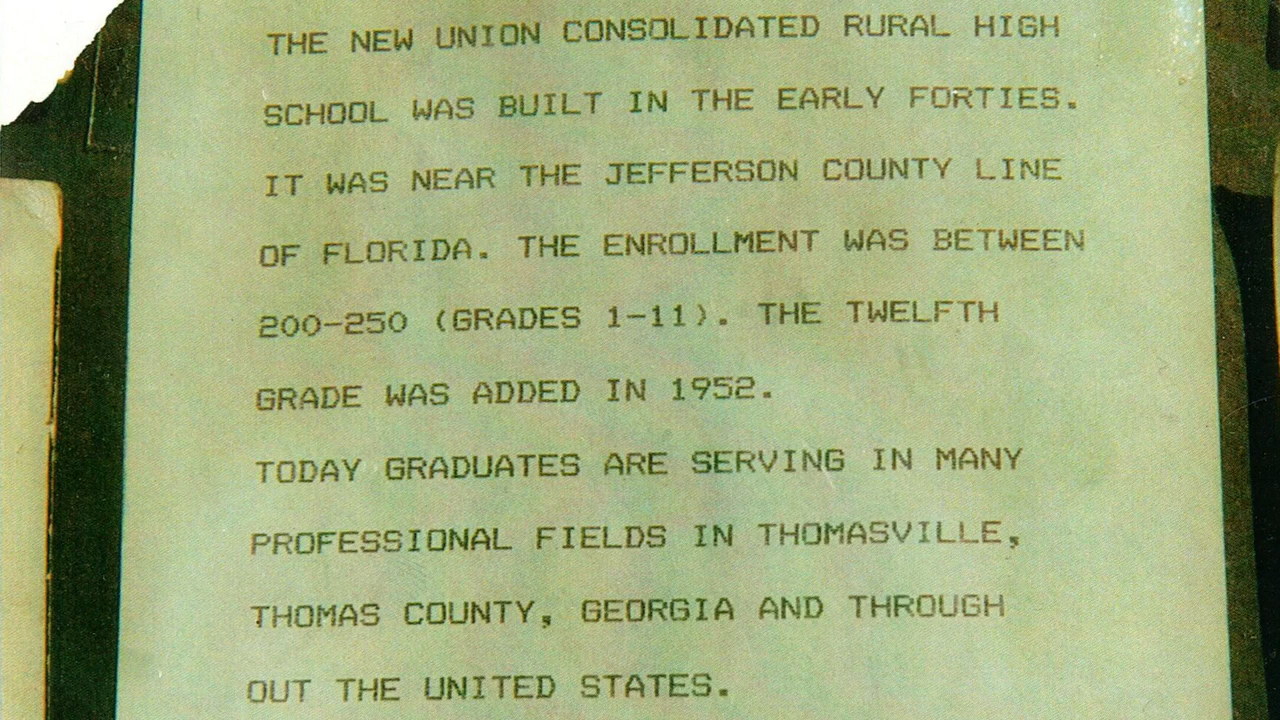 THE NEW UNION CONSOLIDATED RURAL HIGH
SCHOOL WAS BUILT IN THE EARLY FORTIES.
IT WAS NEAR THE JEFFERSON COUNTY LINE
OF FLORIDA. THE ENROLLMENT WAS BETWEEN
200-250 (GRADES 1-11). THE TWELFTH
GRADE WAS ADDED IN 1952.
TODAY GRADUATES ARE SERVING IN MANY
PROFESSIONAL FIELDS IN THOMASVILLE,
THOMAS COUNTY, GEORGIA AND THROUGH
OUT THE UNITED STATES.